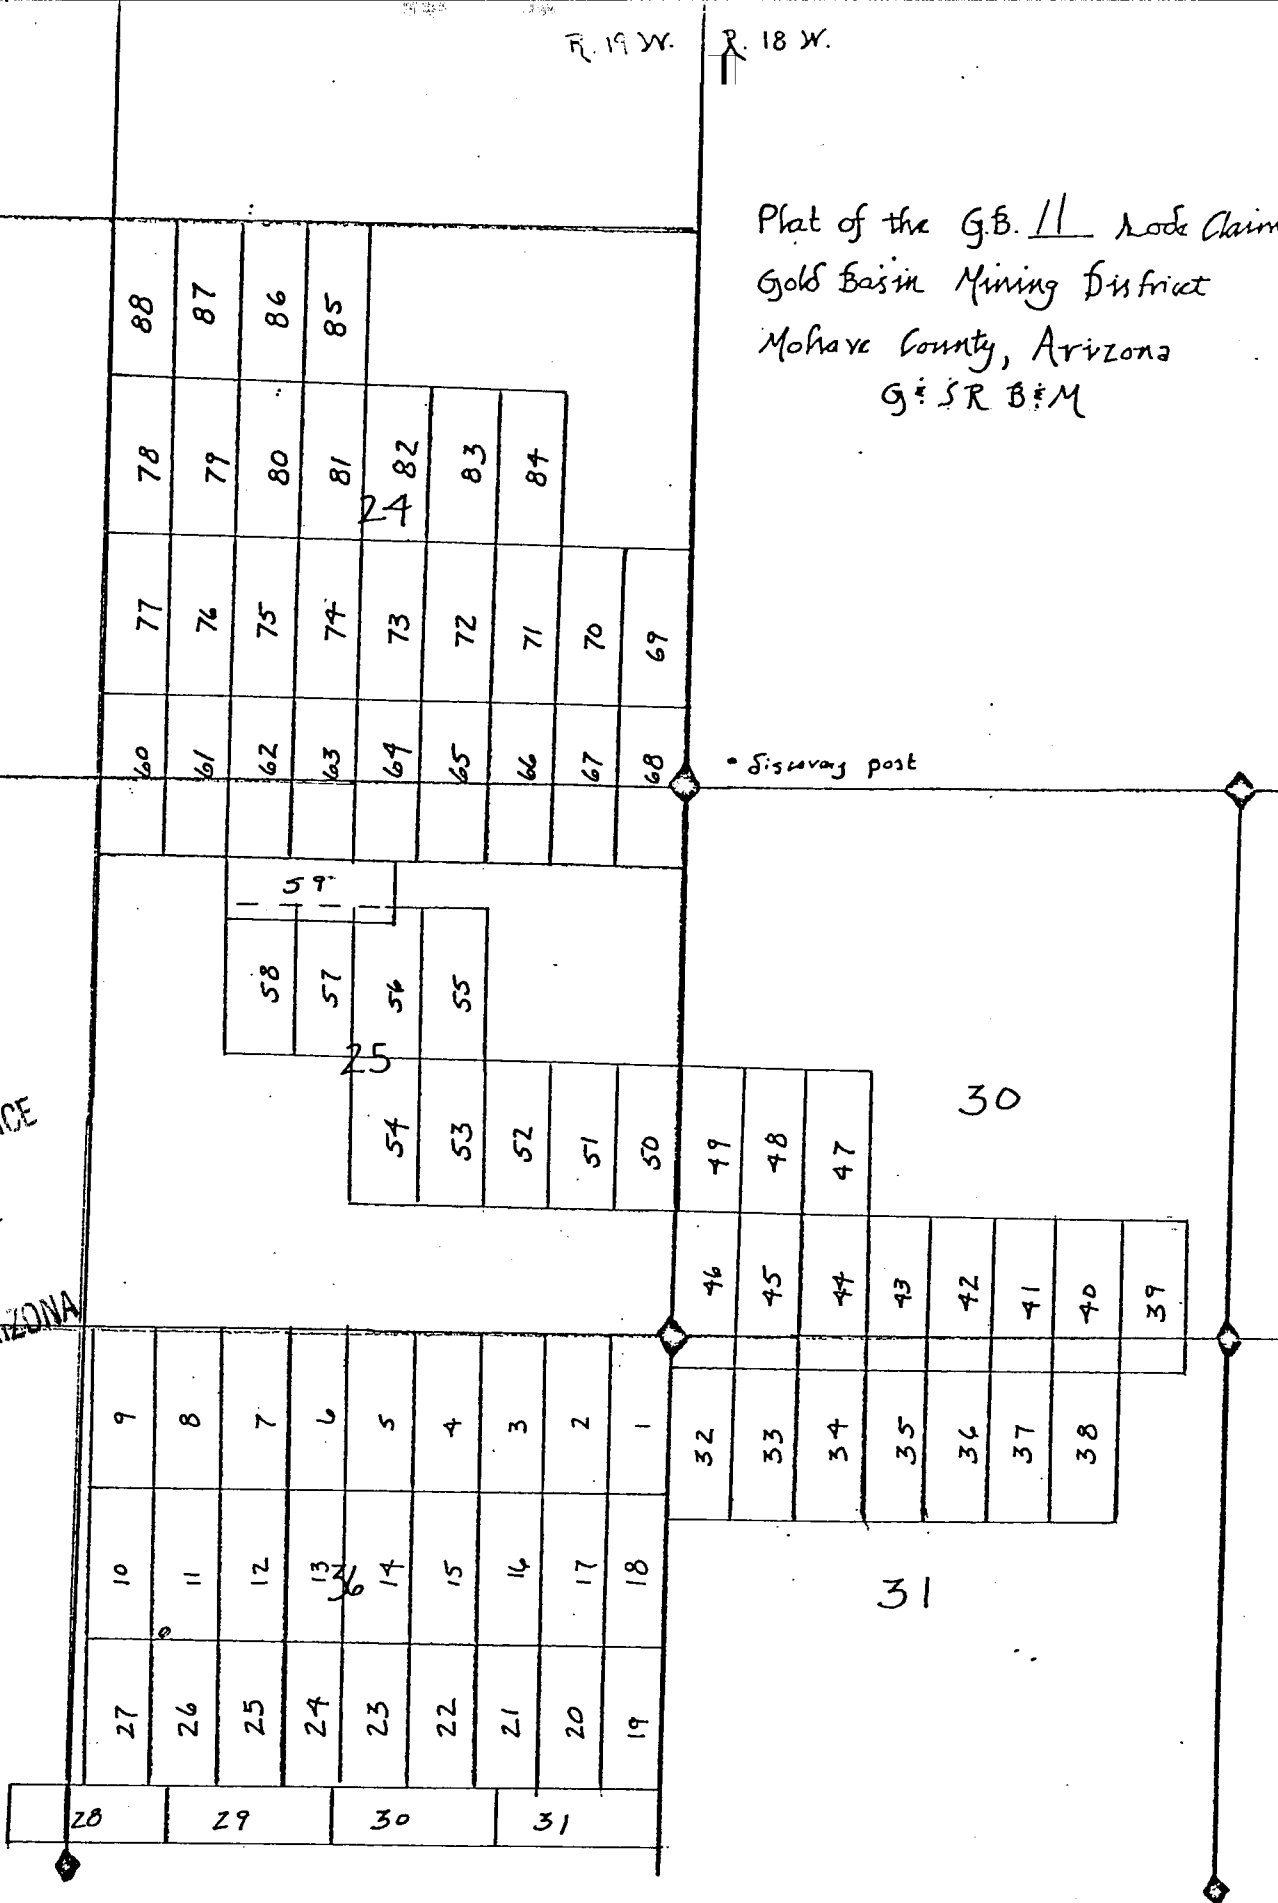 R. 19 W. R. 18 W.
Plat of the G.B. 11 Lode Claim
Gold Basin Mining District
Mohave County, Arizona
G & S R B & M
88 87 86 85
78 79 80 81 82 83 84
24
77 76 75 74 73 72 71 70 69
60 61 62 63 64 65 66 67 68
• discovery post
59
58 57 56 55
25
30
54 53 52 51 50 49 48 47
46 45 44 43 42 41 40 39
9 8 7 6 5 4 3 2 1
32 33 34 35 36 37 38
10 11 12 13 14 15 16 17 18
36
31
27 26 25 24 23 22 21 20 19
28 29 30 31